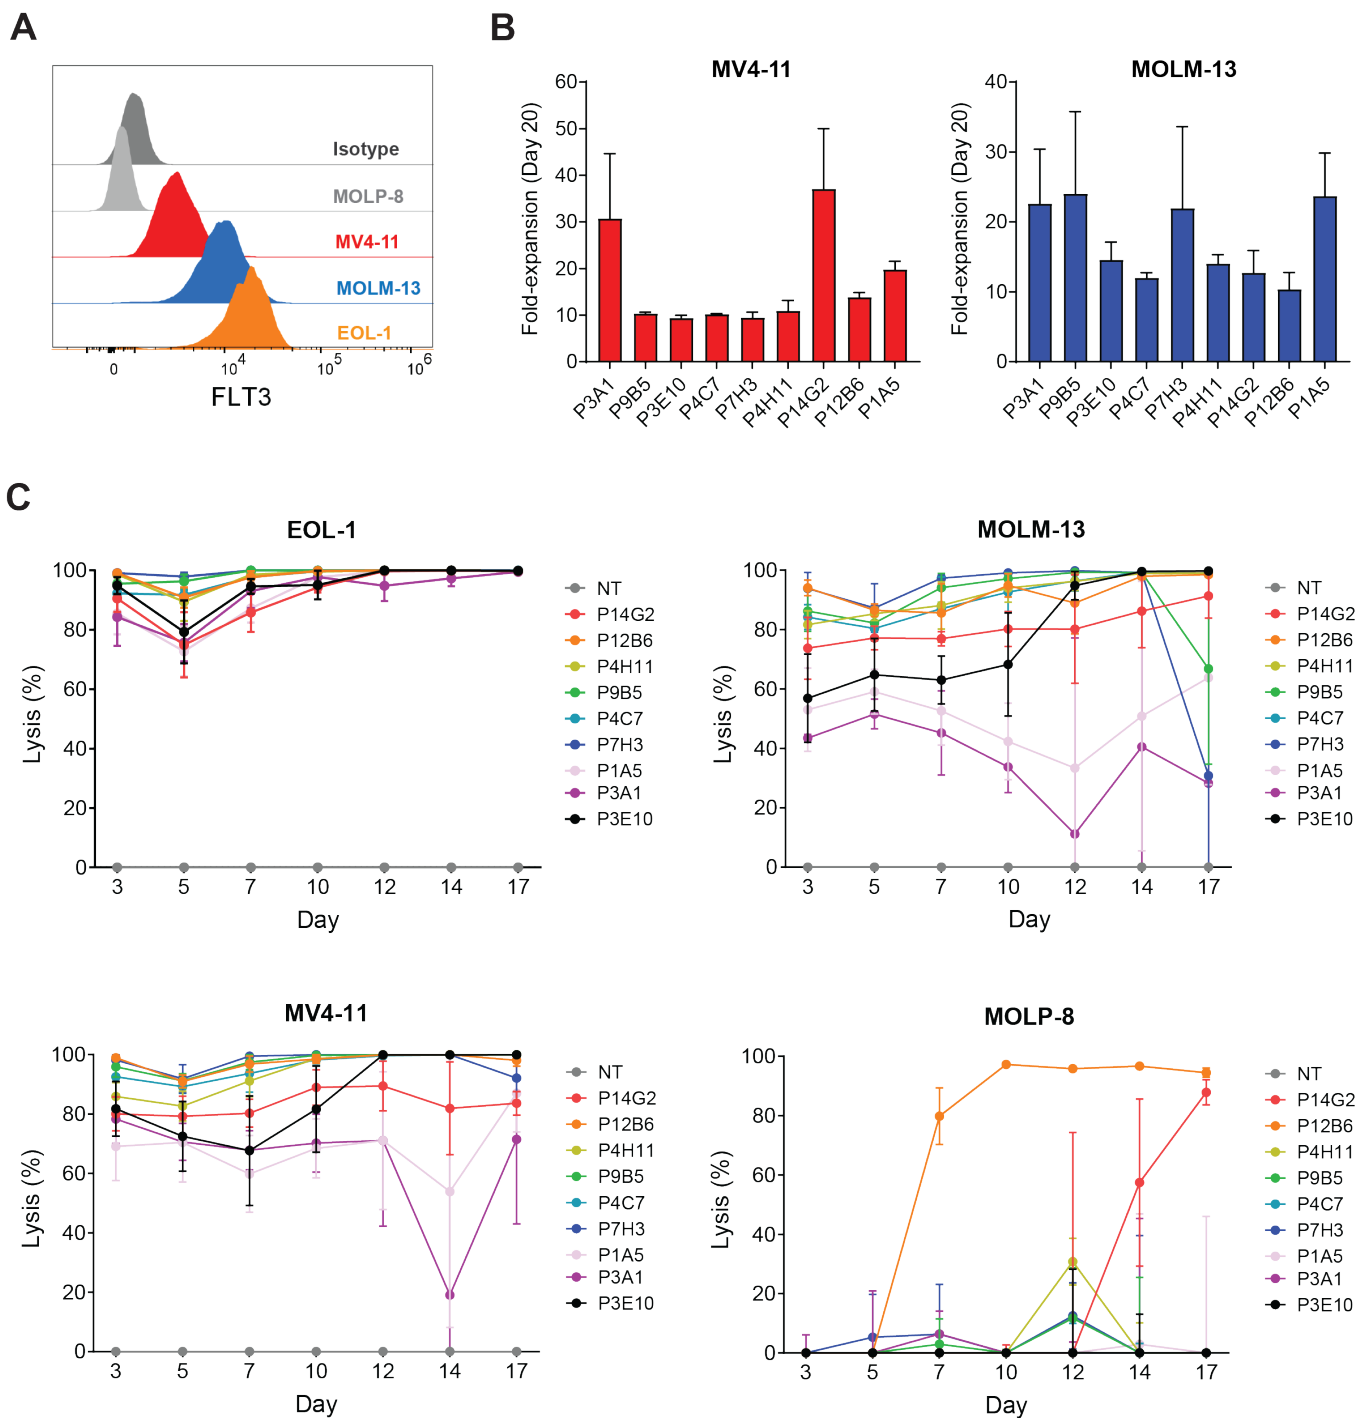 A
Isotype
MOLP-8
MV4-11
MOLM-13
EOL-1
0 10^4 10^5 10^6
FLT3
B
MV4-11
Fold-expansion (Day 20)
60
50
40
30
20
10
0
P3A1 P9B5 P3E10 P4C7 P7H3 P4H11 P14G2 P12B6 P1A5
MOLM-13
Fold-expansion (Day 20)
40
30
20
10
0
P3A1 P9B5 P3E10 P4C7 P7H3 P4H11 P14G2 P12B6 P1A5
C
EOL-1
Lysis (%)
100
80
60
40
20
0
3 5 7 10 12 14 17
Day
NT
P14G2
P12B6
P4H11
P9B5
P4C7
P7H3
P1A5
P3A1
P3E10
MOLM-13
Lysis (%)
100
80
60
40
20
0
3 5 7 10 12 14 17
Day
NT
P14G2
P12B6
P4H11
P9B5
P4C7
P7H3
P1A5
P3A1
P3E10
MV4-11
Lysis (%)
100
80
60
40
20
0
3 5 7 10 12 14 17
Day
NT
P14G2
P12B6
P4H11
P9B5
P4C7
P7H3
P1A5
P3A1
P3E10
MOLP-8
Lysis (%)
100
80
60
40
20
0
3 5 7 10 12 14 17
Day
NT
P14G2
P12B6
P4H11
P9B5
P4C7
P7H3
P1A5
P3A1
P3E10